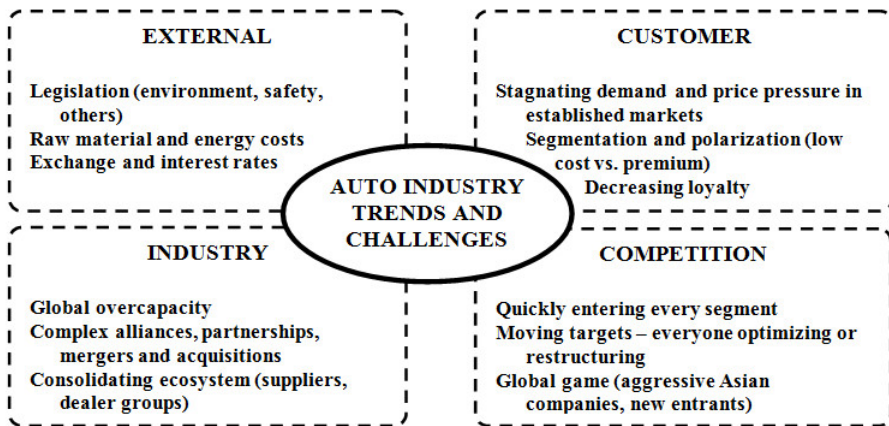 EXTERNAL
Legislation (environment, safety,
others)
Raw material and energy costs
Exchange and interest rates
CUSTOMER
Stagnating demand and price pressure in
established markets
Segmentation and polarization (low
cost vs. premium)
Decreasing loyalty
AUTO INDUSTRY
TRENDS AND
CHALLENGES
INDUSTRY
Global overcapacity
Complex alliances, partnerships,
mergers and acquisitions
Consolidating ecosystem (suppliers,
dealer groups)
COMPETITION
Quickly entering every segment
Moving targets – everyone optimizing or
restructuring
Global game (aggressive Asian
companies, new entrants)